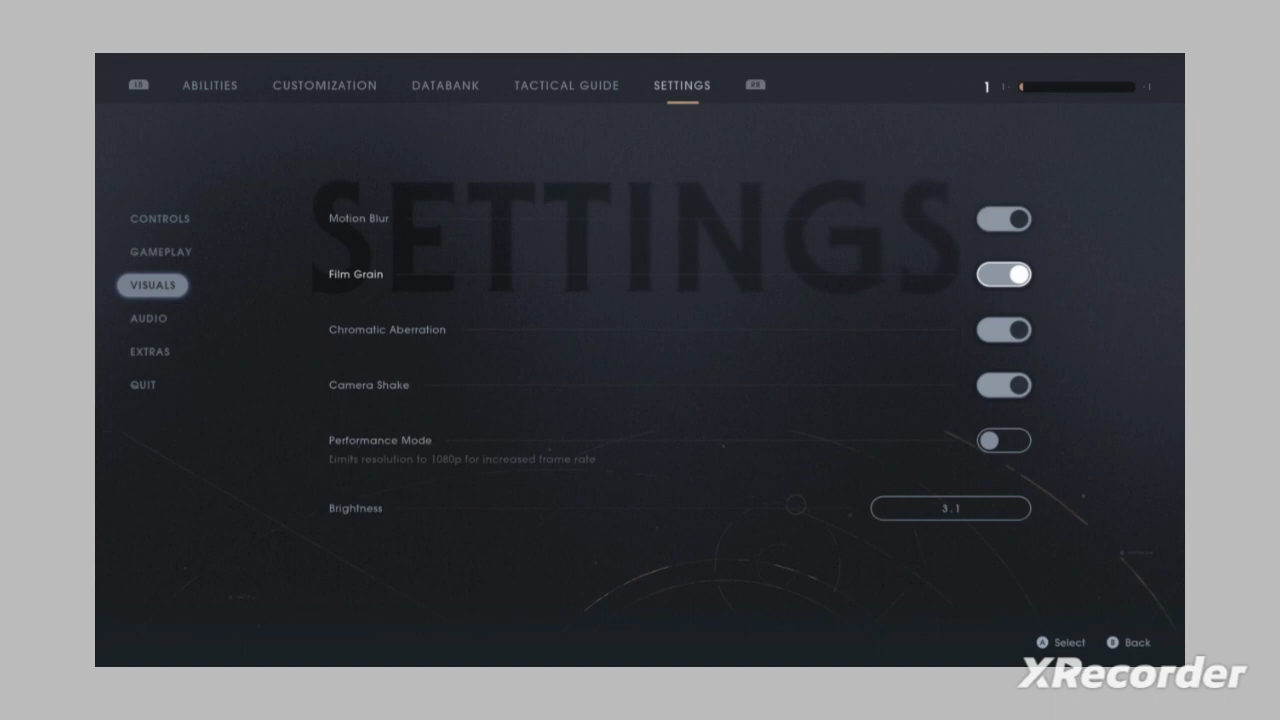 LB ABILITIES CUSTOMIZATION DATABANK TACTICAL GUIDE SETTINGS RB 1
SETTINGS
CONTROLS
GAMEPLAY
VISUALS
AUDIO
EXTRAS
QUIT
Motion Blur
Film Grain
Chromatic Aberration
Camera Shake
Performance Mode
Limits resolution to 1080p for increased frame rate
Brightness 3.1
A Select B Back
XRecorder